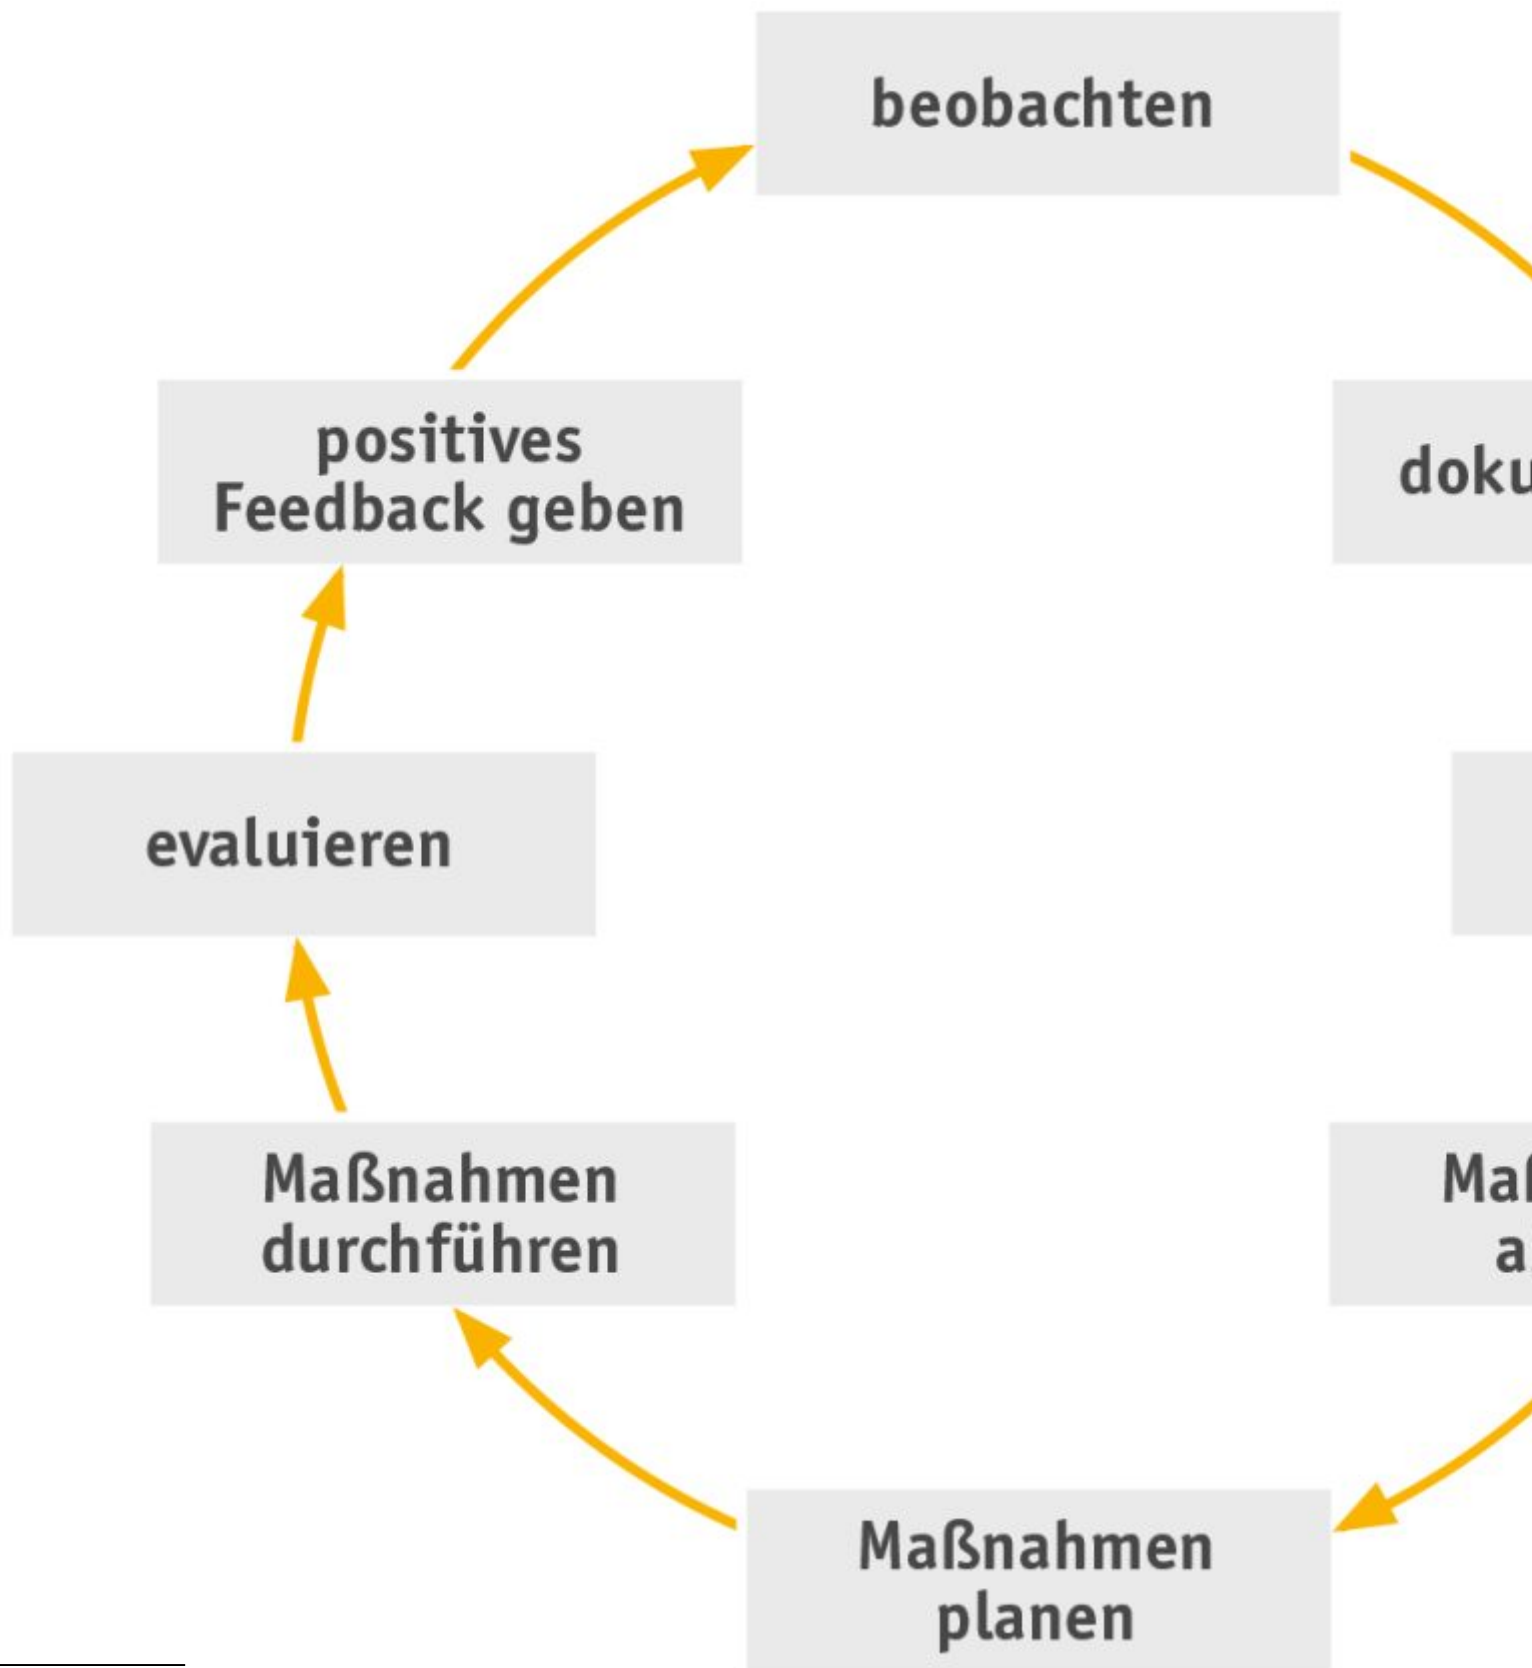 beobachten
positives
Feedback geben
evaluieren
Maßnahmen
durchführen
Maßnahmen
planen